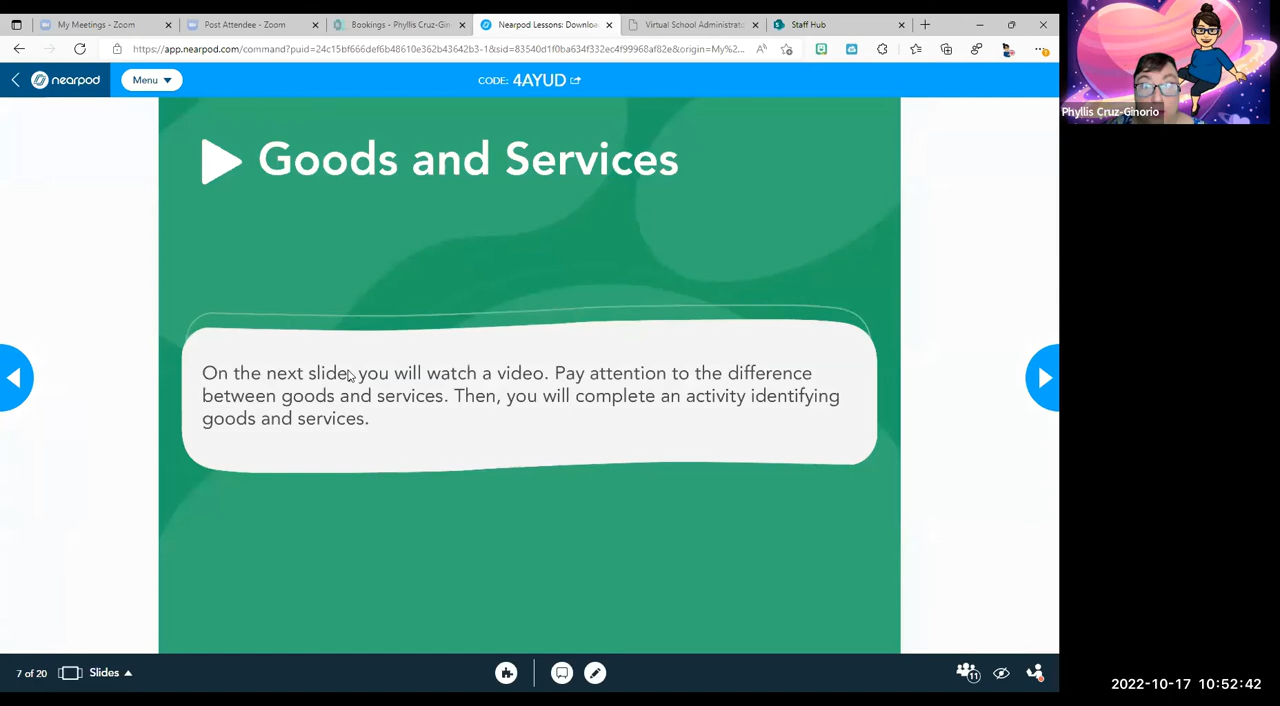 My Meetings - Zoom
Post Attendee - Zoom
Bookings - Phyllis Cruz-Gin
Nearpod Lessons: Downlo
Virtual School Administrat
Staff Hub
https://app.nearpod.com/command?puid=24c15bf666def6b48610e362b43642b3-1&sid=83540d1f0ba634f332ec4f99968af82e&origin=My%2...
nearpod
Menu
CODE: 4AYUD
Phyllis Cruz-Ginorio
Goods and Services
On the next slide, you will watch a video. Pay attention to the difference
between goods and services. Then, you will complete an activity identifying
goods and services.
7 of 20
Slides
11
2022-10-17 10:52:42